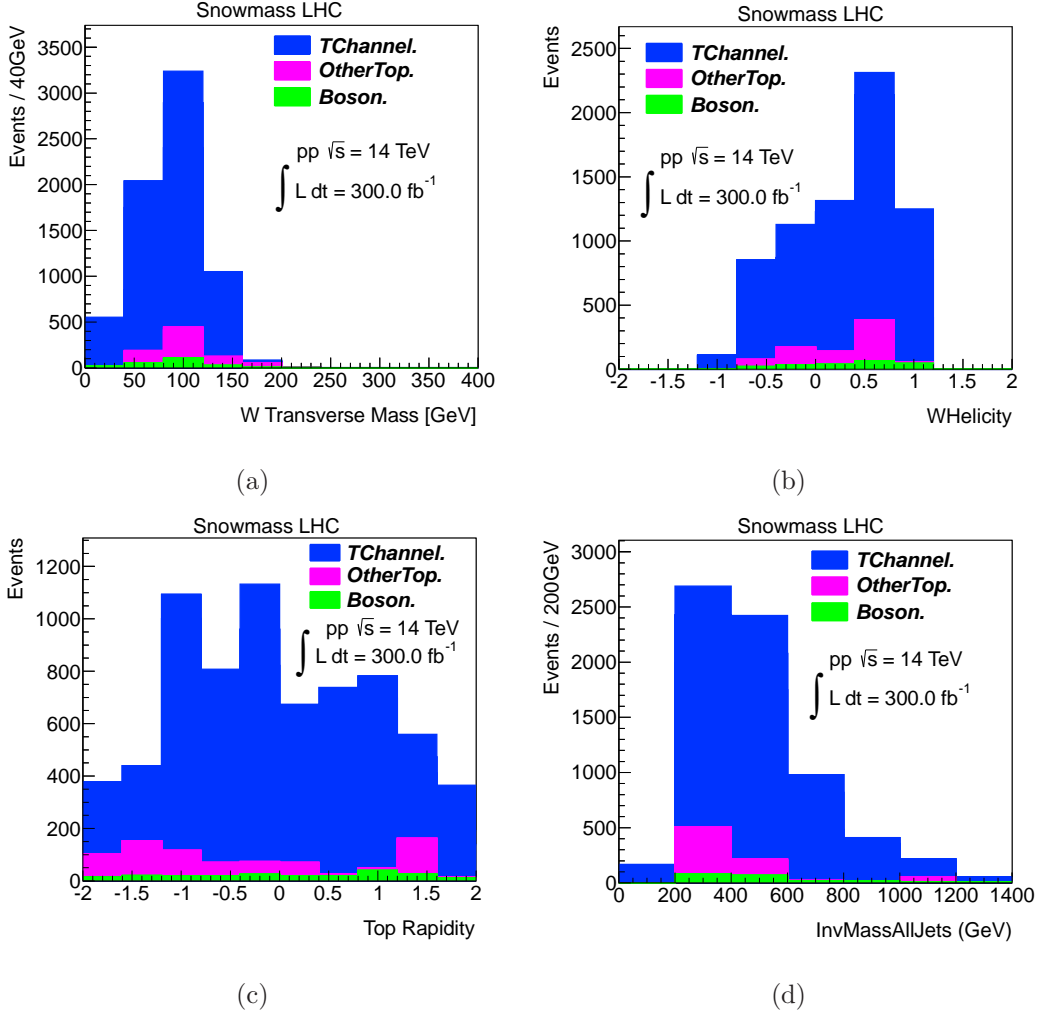 Snowmass LHC
Events / 40GeV
3500
3000
2500
2000
1500
1000
500
0
TChannel.
OtherTop.
Boson.
pp √s = 14 TeV
∫ L dt = 300.0 fb⁻¹
0 50 100 150 200 250 300 350 400
W Transverse Mass [GeV]
(a)
Snowmass LHC
Events
2500
2000
1500
1000
500
0
TChannel.
OtherTop.
Boson.
pp √s = 14 TeV
∫ L dt = 300.0 fb⁻¹
-2 -1.5 -1 -0.5 0 0.5 1 1.5 2
WHelicity
(b)
Snowmass LHC
Events
1200
1000
800
600
400
200
0
TChannel.
OtherTop.
Boson.
pp √s = 14 TeV
∫ L dt = 300.0 fb⁻¹
-2 -1.5 -1 -0.5 0 0.5 1 1.5 2
Top Rapidity
(c)
Snowmass LHC
Events / 200GeV
3000
2500
2000
1500
1000
500
0
TChannel.
OtherTop.
Boson.
pp √s = 14 TeV
∫ L dt = 300.0 fb⁻¹
0 200 400 600 800 1000 1200 1400
InvMassAllJets (GeV)
(d)